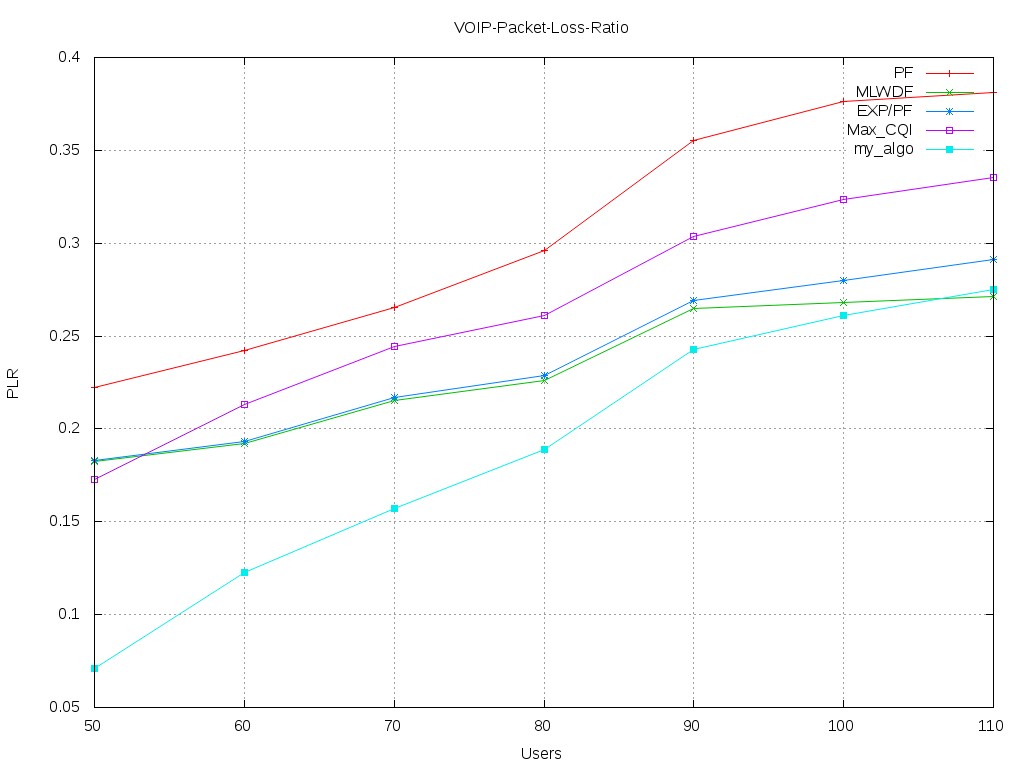 VOIP-Packet-Loss-Ratio
0.4
PF
MLWDF
EXP/PF
Max_CQI
my_algo
0.35
0.3
0.25
PLR
0.2
0.15
0.1
0.05
50 60 70 80 90 100 110
Users